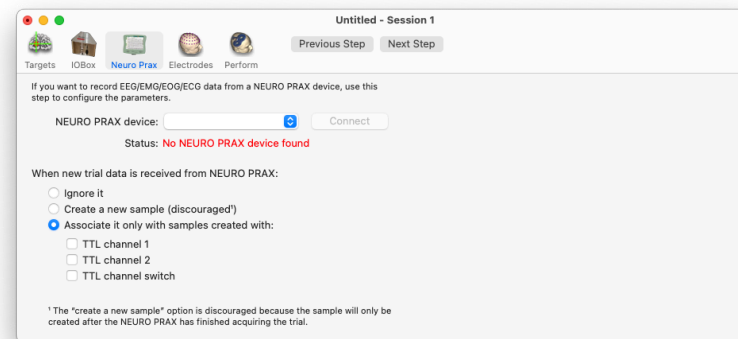 Untitled - Session 1
Previous Step Next Step
Targets IOBox Neuro Prax Electrodes Perform
If you want to record EEG/EMG/EOG/ECG data from a NEURO PRAX device, use this
step to configure the parameters.
NEURO PRAX device: Connect
Status: No NEURO PRAX device found
When new trial data is received from NEURO PRAX:
Ignore it
Create a new sample (discouraged¹)
Associate it only with samples created with:
TTL channel 1
TTL channel 2
TTL channel switch
¹ The "create a new sample" option is discouraged because the sample will only be
created after the NEURO PRAX has finished acquiring the trial.